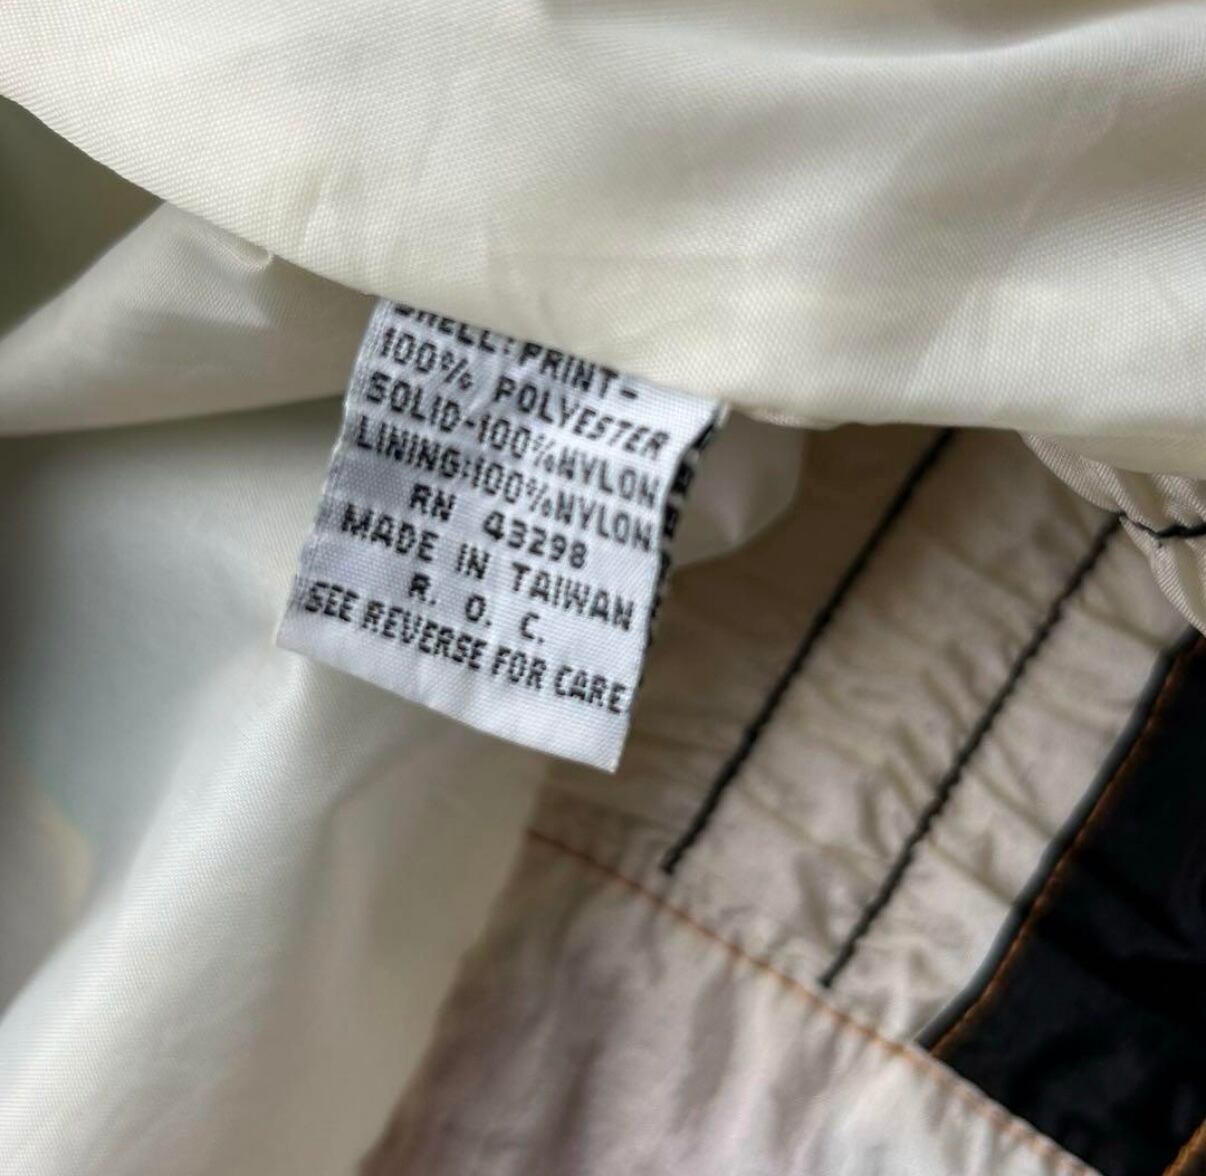 SHELL:PRINT-
100% POLYESTER
SOLID-100%NYLON
LINING:100%NYLON
RN 43298
MADE IN TAIWAN
R. O. C.
SEE REVERSE FOR CARE